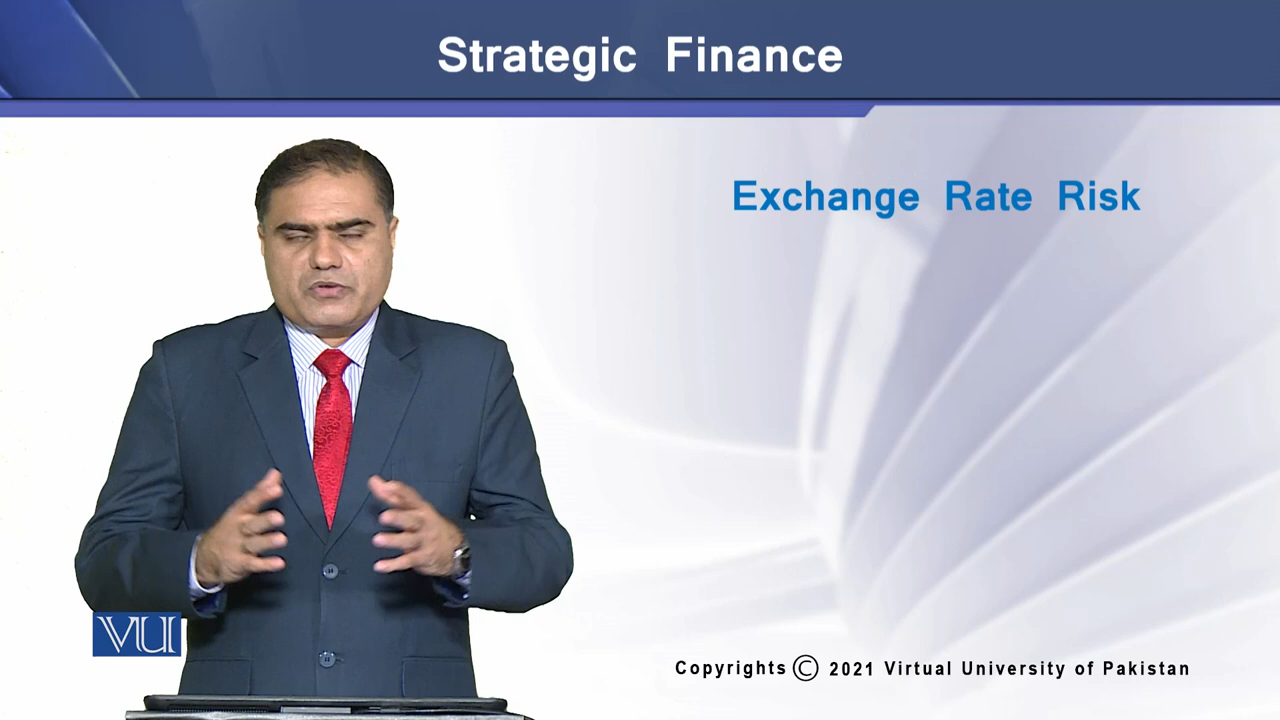 Strategic Finance
Exchange Rate Risk
VU
Copyrights © 2021 Virtual University of Pakistan